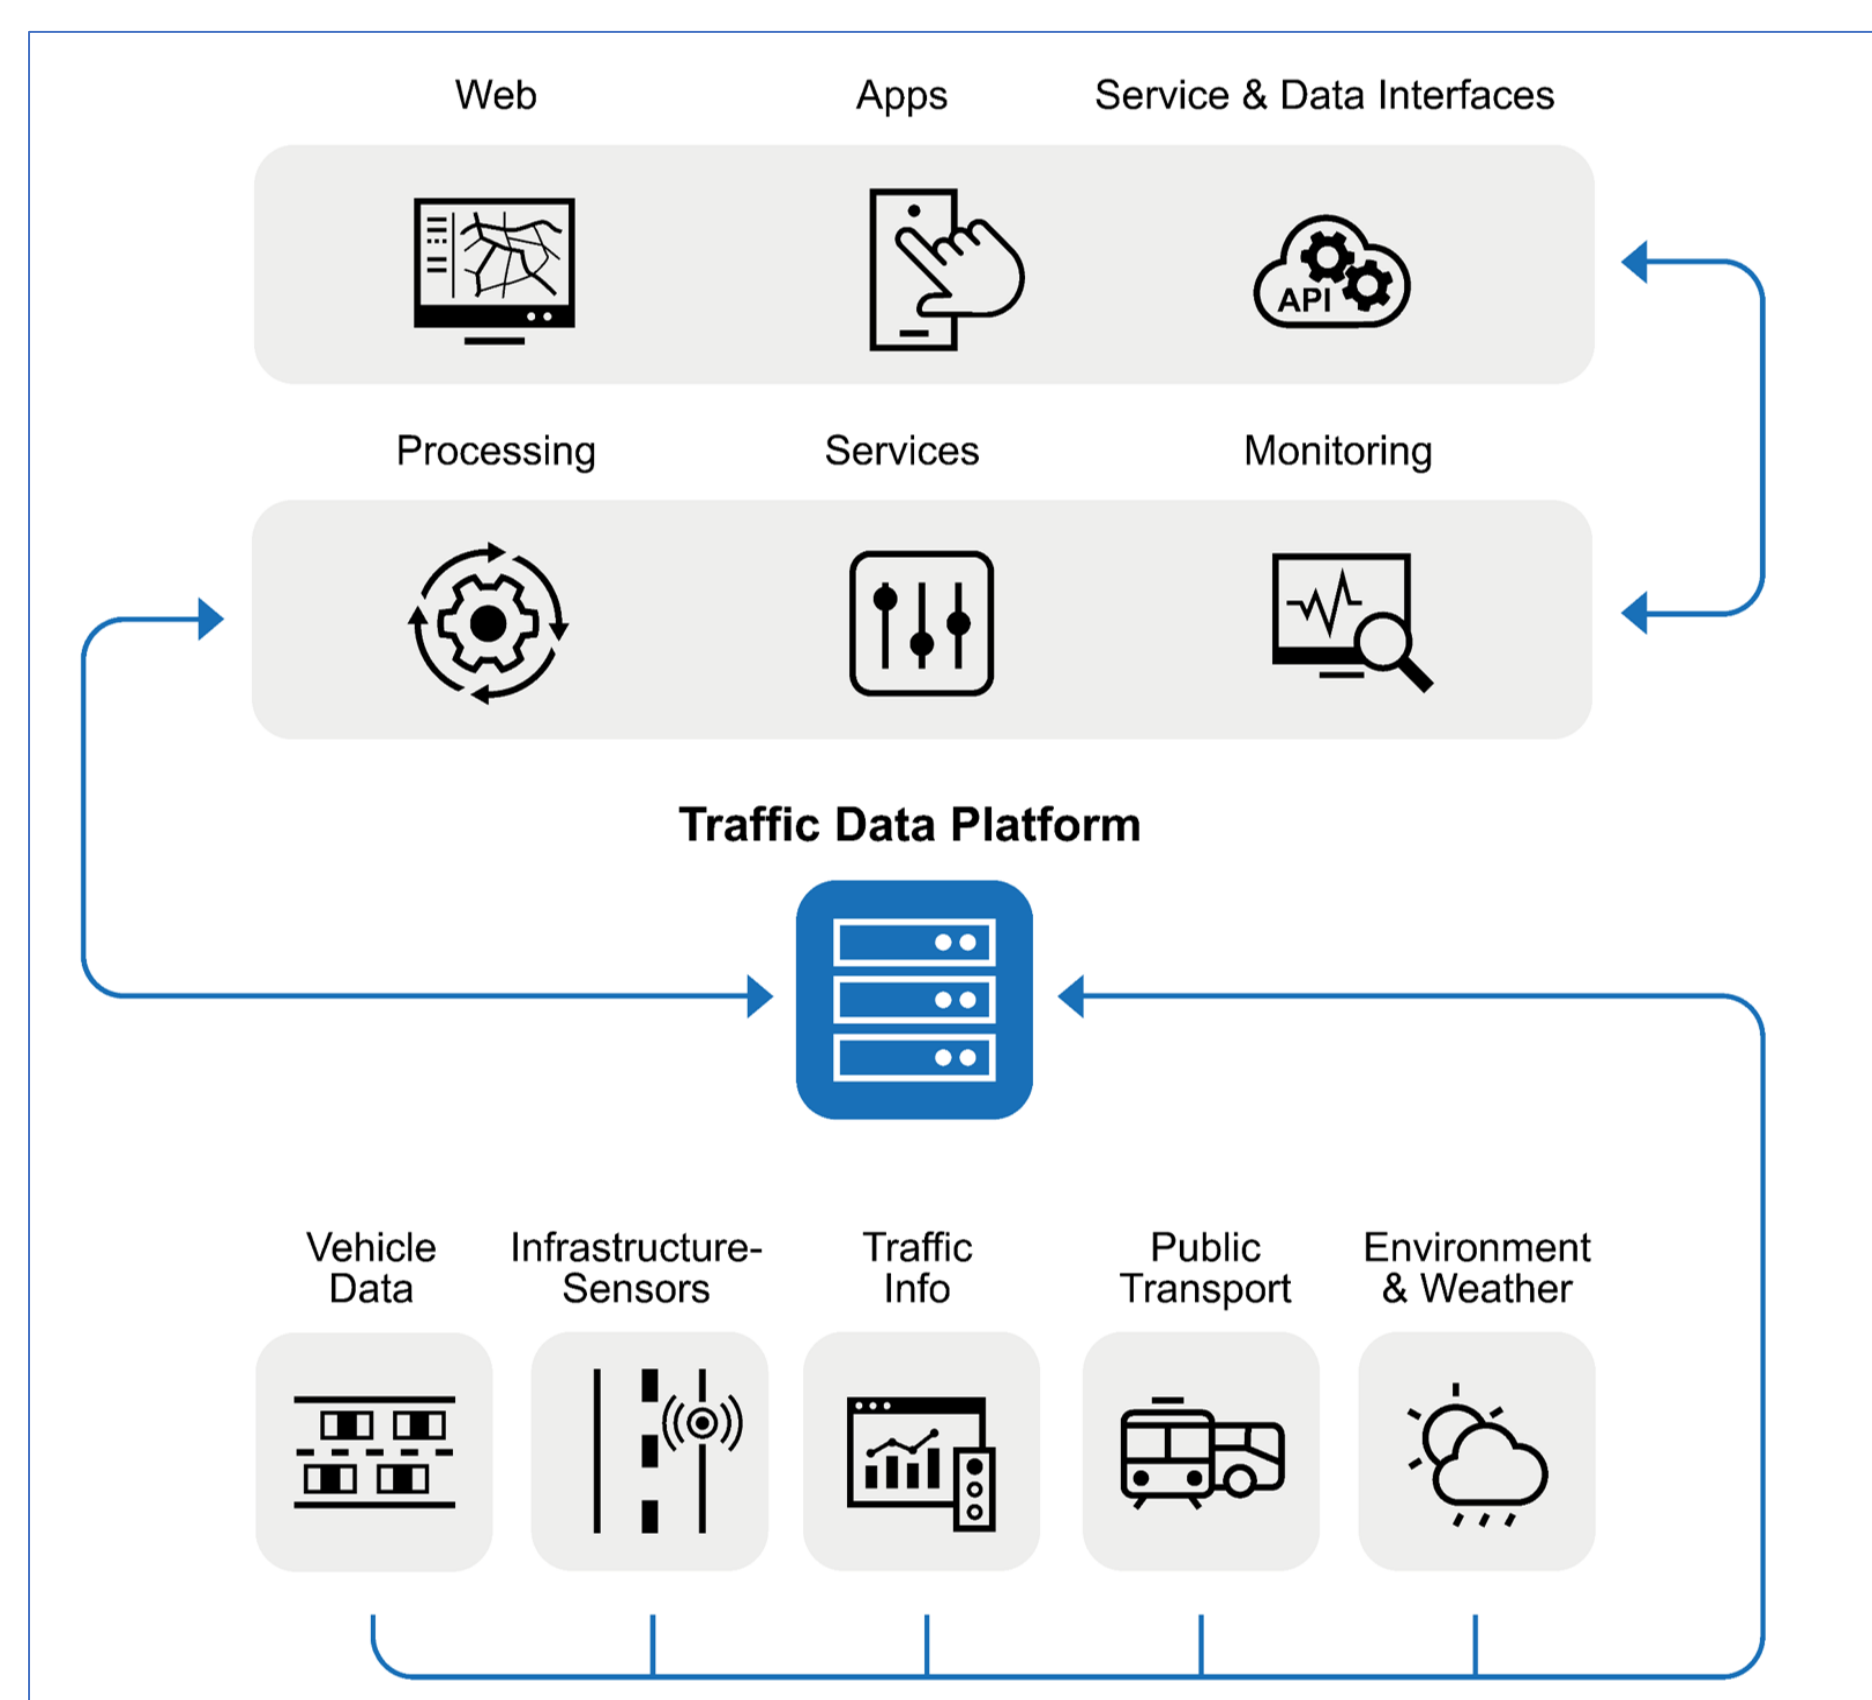 Web
Apps
Service & Data Interfaces
API
Processing
Services
Monitoring
Traffic Data Platform
Vehicle
Data
Infrastructure-
Sensors
Traffic
Info
Public
Transport
Environment
& Weather